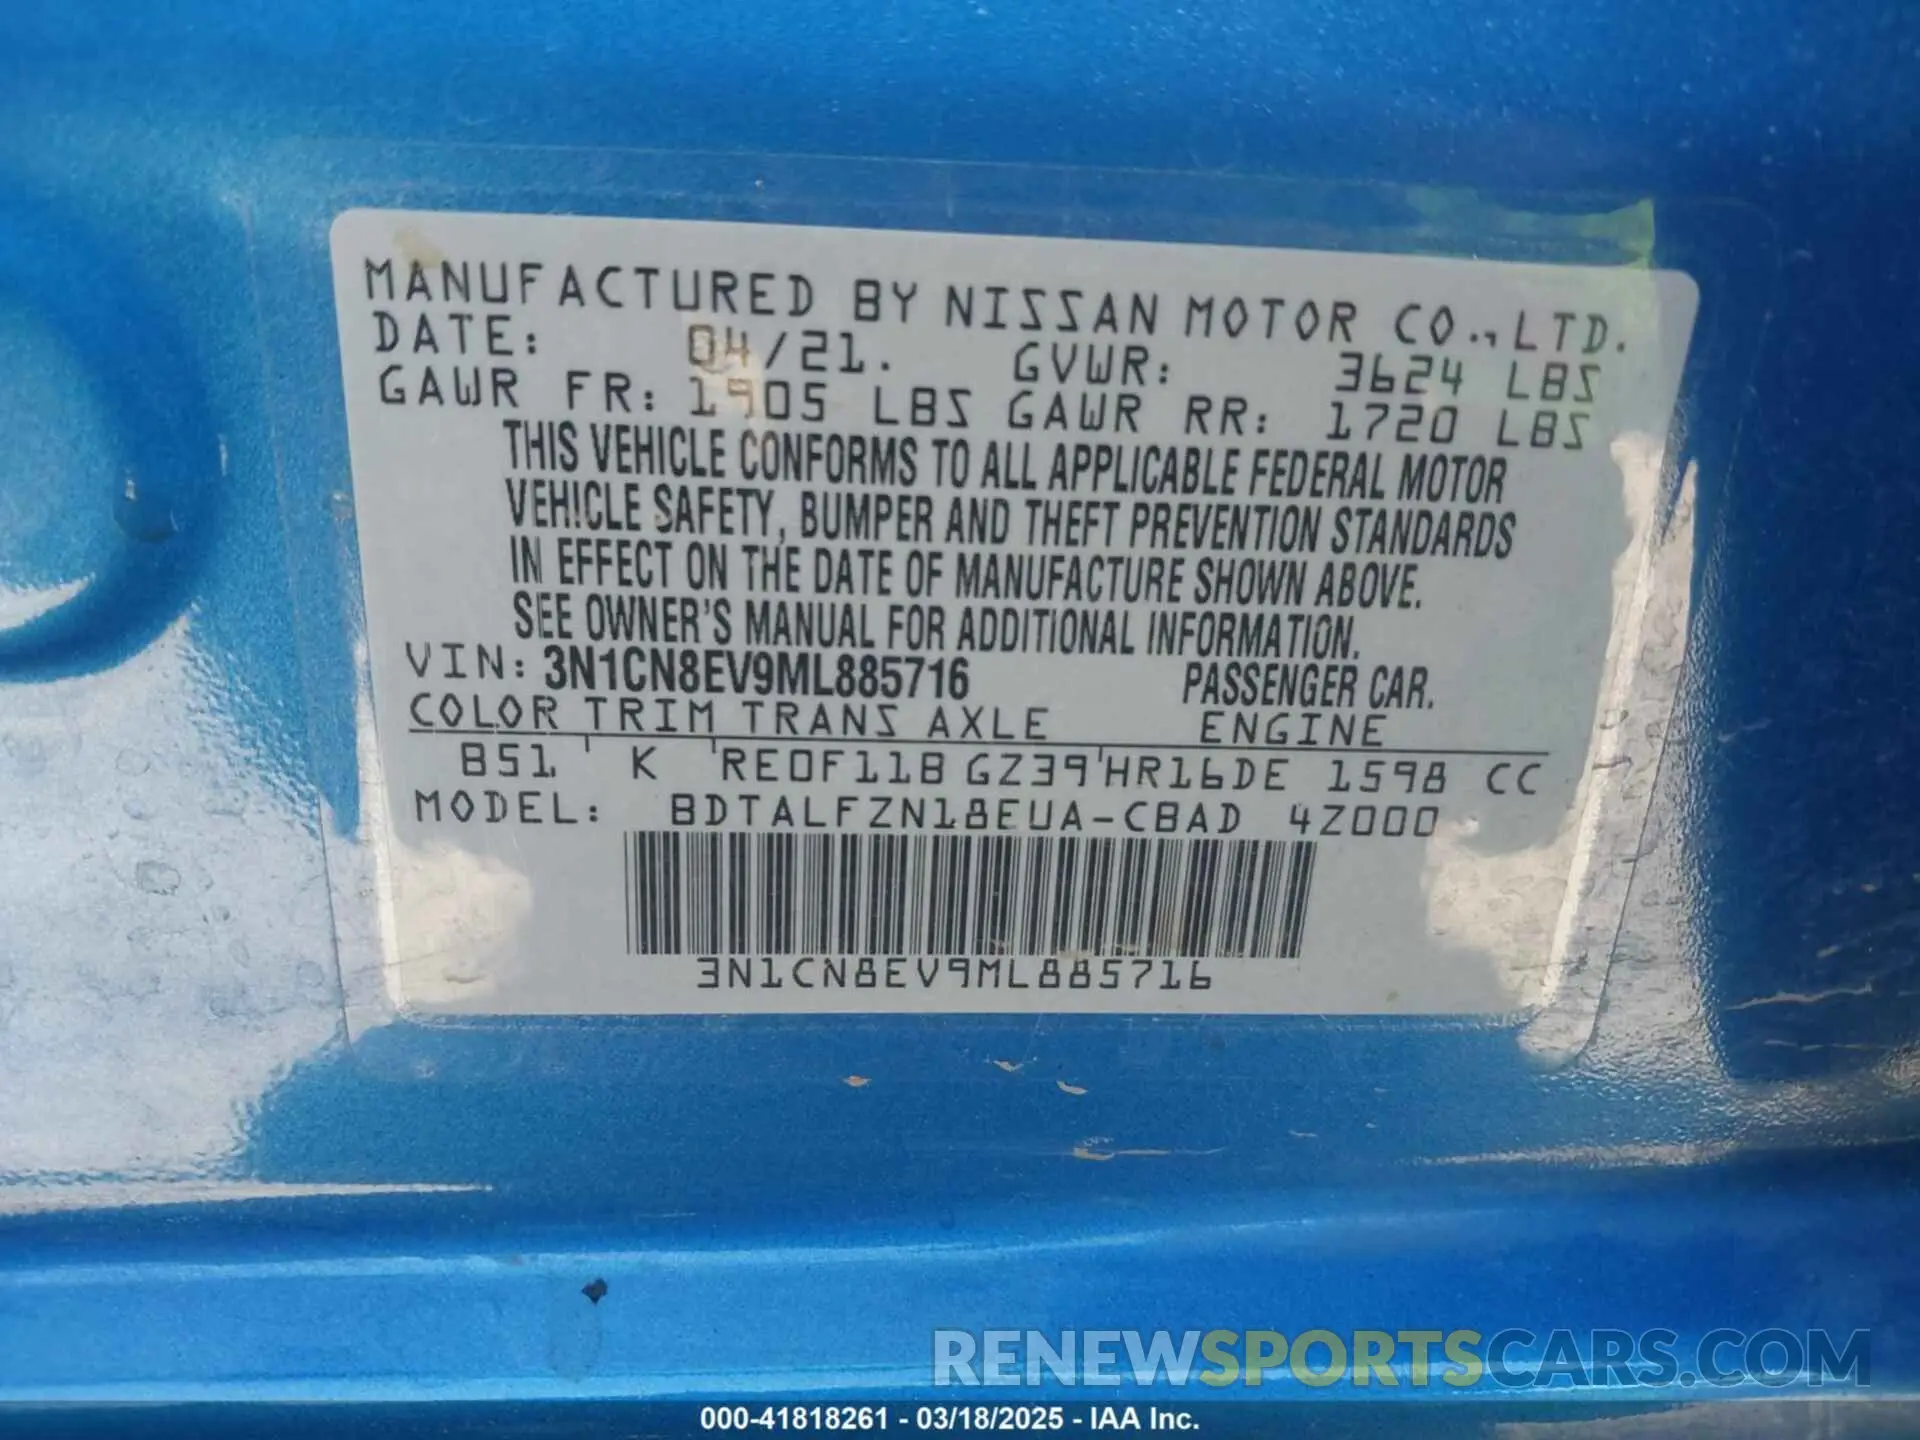 MANUFACTURED BY NISSAN MOTOR CO., LTD.
DATE: 04/21. GVWR: 3624 LBS
GAWR FR: 1905 LBS GAWR RR: 1720 LBS
THIS VEHICLE CONFORMS TO ALL APPLICABLE FEDERAL MOTOR
VEHICLE SAFETY, BUMPER AND THEFT PREVENTION STANDARDS
IN EFFECT ON THE DATE OF MANUFACTURE SHOWN ABOVE.
SEE OWNER'S MANUAL FOR ADDITIONAL INFORMATION.
VIN: 3N1CN8EV9ML885716 PASSENGER CAR.
COLOR TRIM TRANS AXLE ENGINE
B51 K RE0F11B GZ39 HR16DE 1598 CC
MODEL: BDTALFZN18EUA-CBAD 4Z000
3N1CN8EV9ML885716
RENEWSPORTSCARS.COM
000-41818261 - 03/18/2025 - IAA Inc.